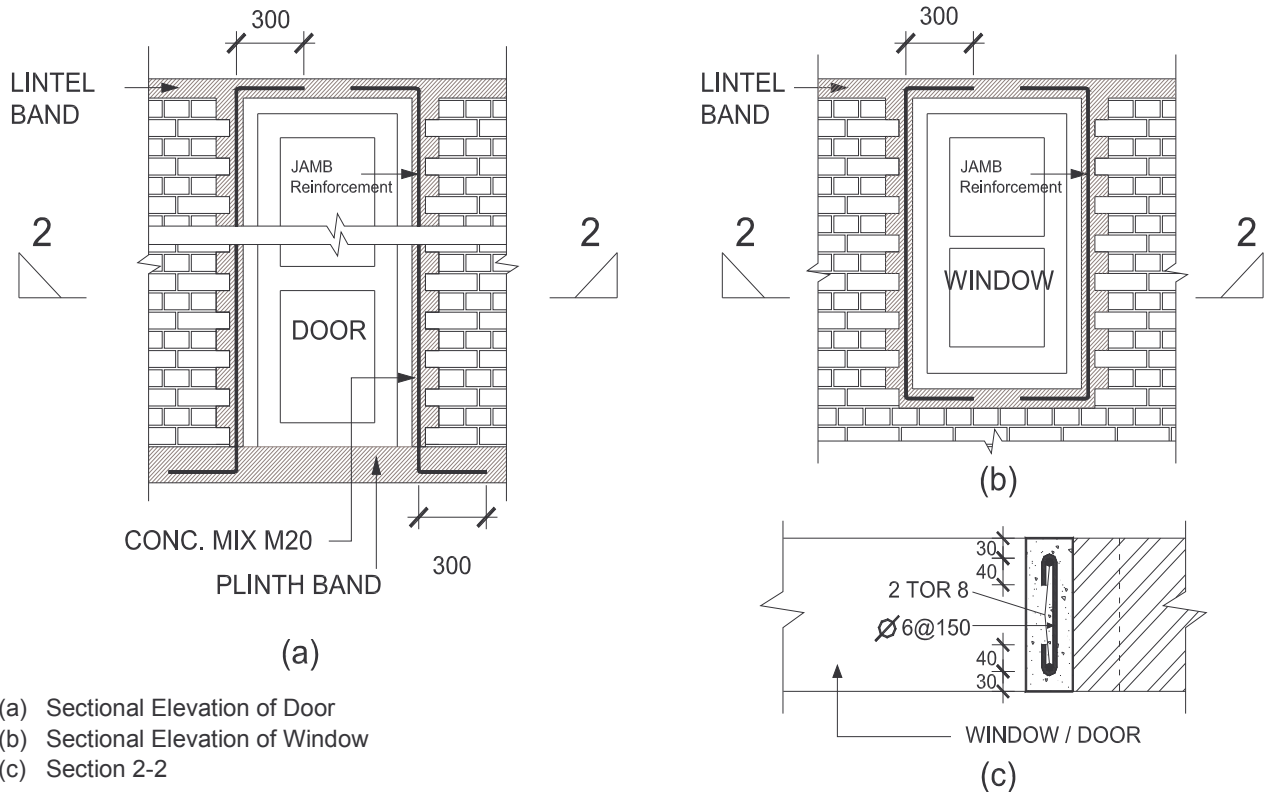 300
LINTEL
BAND
JAMB
Reinforcement
2
2
DOOR
CONC. MIX M20
300
PLINTH BAND
(a)
300
LINTEL
BAND
JAMB
Reinforcement
2
2
WINDOW
(b)
30
40
2 TOR 8
Ø 6@150
40
30
WINDOW / DOOR
(c)
(a) Sectional Elevation of Door
(b) Sectional Elevation of Window
(c) Section 2-2